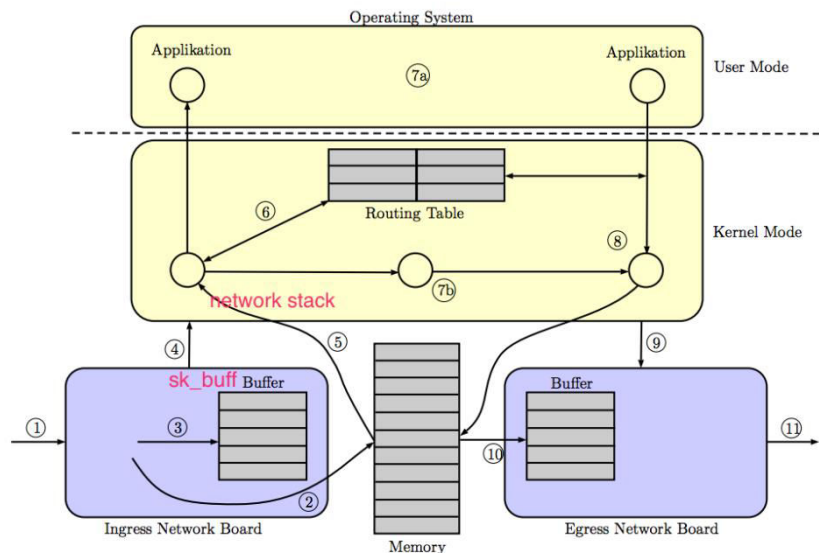 Operating System
Applikation
Applikation
7a
User Mode
6
Routing Table
8
Kernel Mode
7b
network stack
4
5
9
sk_buff
Buffer
Buffer
1
3
10
11
2
Ingress Network Board
Egress Network Board
Memory